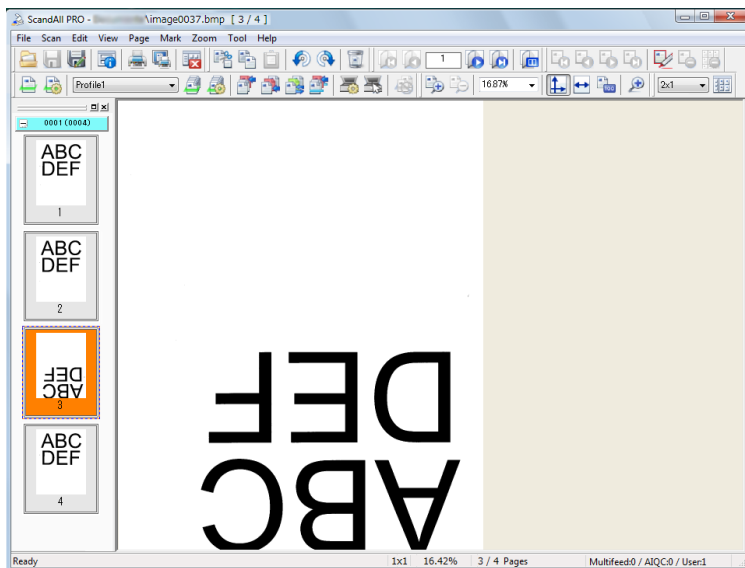 ScandAll PRO - \image0037.bmp [ 3 / 4 ]
File Scan Edit View Page Mark Zoom Tool Help
1
Profile1 16.87% 100 2x1
0001 (0004)
ABC
DEF
1
ABC
DEF
2
ABC
DEF
3
ABC
DEF
4
ABC
DEF
Ready 1x1 16.42% 3 / 4 Pages Multifeed:0 / AIQC:0 / User:1